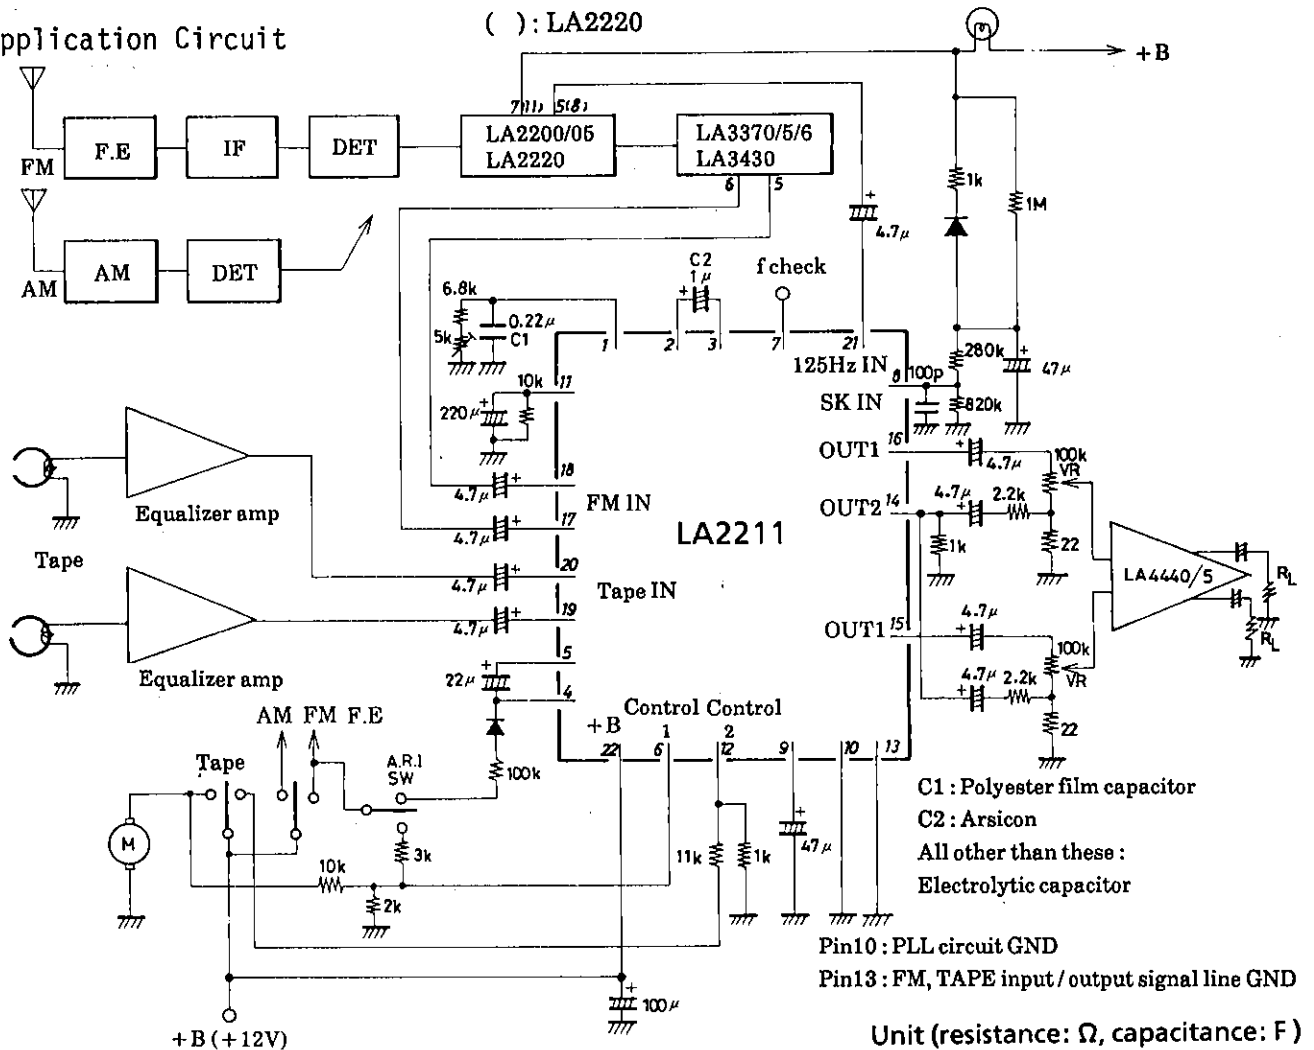 pplication Circuit
( ) : LA2220
+B
7(11) 5(8)
FM
F.E
IF
DET
LA2200/05
LA2220
LA3370/5/6
LA3430
6 5
AM
AM
DET
4.7μ
1k
1M
C2
1μ
f check
6.8k
5k
0.22μ
C1
1
2
3
7
21
125Hz IN
280k
47μ
10k
11
220μ
8
100p
SK IN
820k
16
OUT1
4.7μ
100k
VR
18
4.7μ
FM IN
17
4.7μ
LA2211
OUT2
14
4.7μ
2.2k
1k
22
Equalizer amp
Tape
20
4.7μ
Tape IN
19
4.7μ
LA4440/5
RL
RL
OUT1
15
4.7μ
100k
VR
4.7μ
2.2k
22
Equalizer amp
5
22μ
4
+B
Control Control
1 2
22
6
12
9
10
13
AM FM F.E
Tape
A.R.I
SW
100k
M
3k
10k
2k
11k
1k
47μ
C1 : Polyester film capacitor
C2 : Arsicon
All other than these :
Electrolytic capacitor
Pin10 : PLL circuit GND
Pin13 : FM, TAPE input / output signal line GND
100μ
+B (+12V)
Unit (resistance: Ω, capacitance: F)